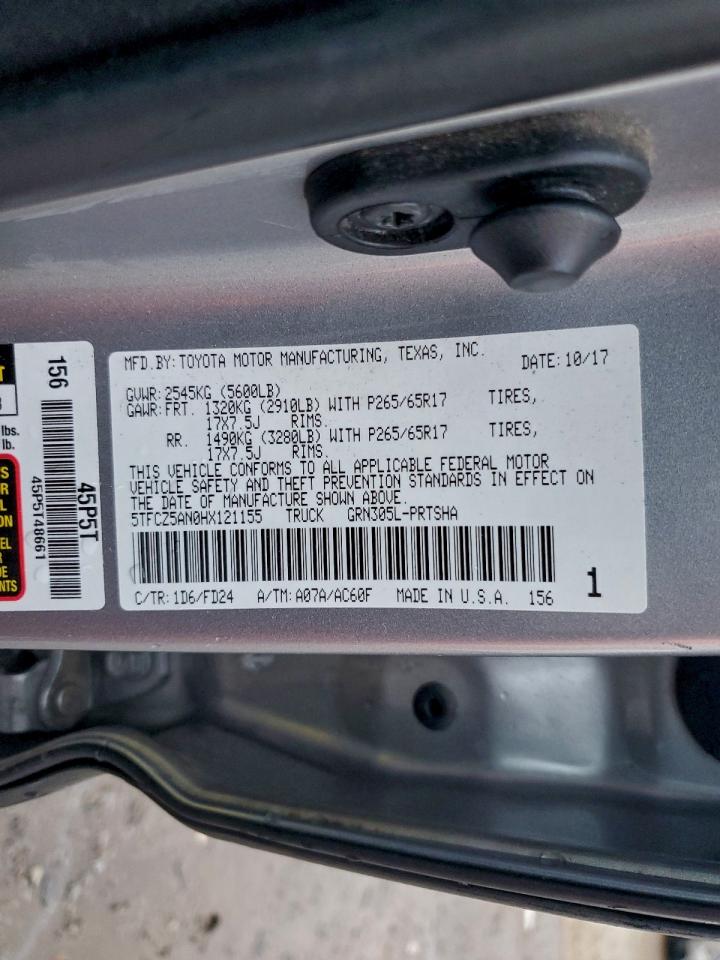 MFD.BY:TOYOTA MOTOR MANUFACTURING, TEXAS, INC. DATE:10/17
GVWR:2545KG (5600LB)
GAWR:FRT. 1320KG (2910LB) WITH P265/65R17 TIRES,
17X7.5J RIMS.
RR. 1490KG (3280LB) WITH P265/65R17 TIRES,
17X7.5J RIMS.
THIS VEHICLE CONFORMS TO ALL APPLICABLE FEDERAL MOTOR
VEHICLE SAFETY AND THEFT PREVENTION STANDARDS IN EFFECT ON
THE DATE OF MANUFACTURE SHOWN ABOVE.
5TFCZ5AN0HX121155 TRUCK GRN305L-PRTSHA
C/TR:1D6/FD24 A/TM:A07A/AC60F MADE IN U.S.A. 156 1
156
45P5T48661
45P5T
lbs.
lb.